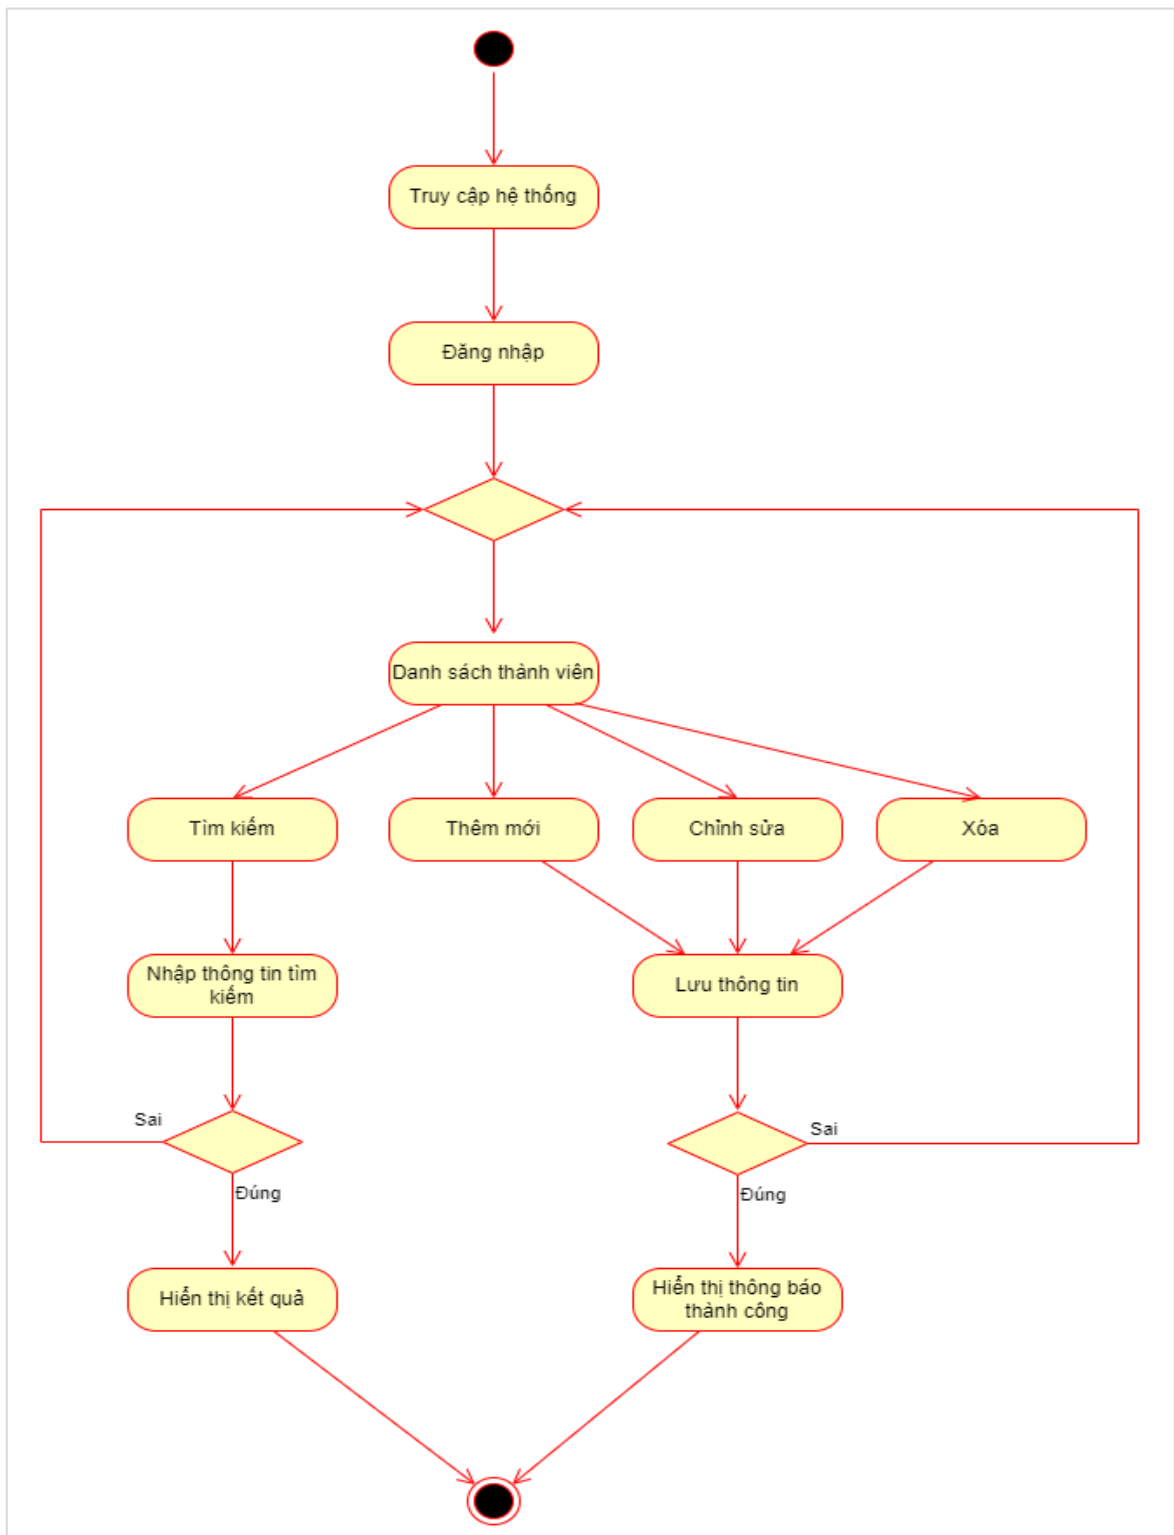 Truy cập hệ thống
Đăng nhập
Danh sách thành viên
Tìm kiếm
Thêm mới
Chỉnh sửa
Xóa
Nhập thông tin tìm
kiếm
Lưu thông tin
Sai
Sai
Đúng
Đúng
Hiển thị kết quả
Hiển thị thông báo
thành công